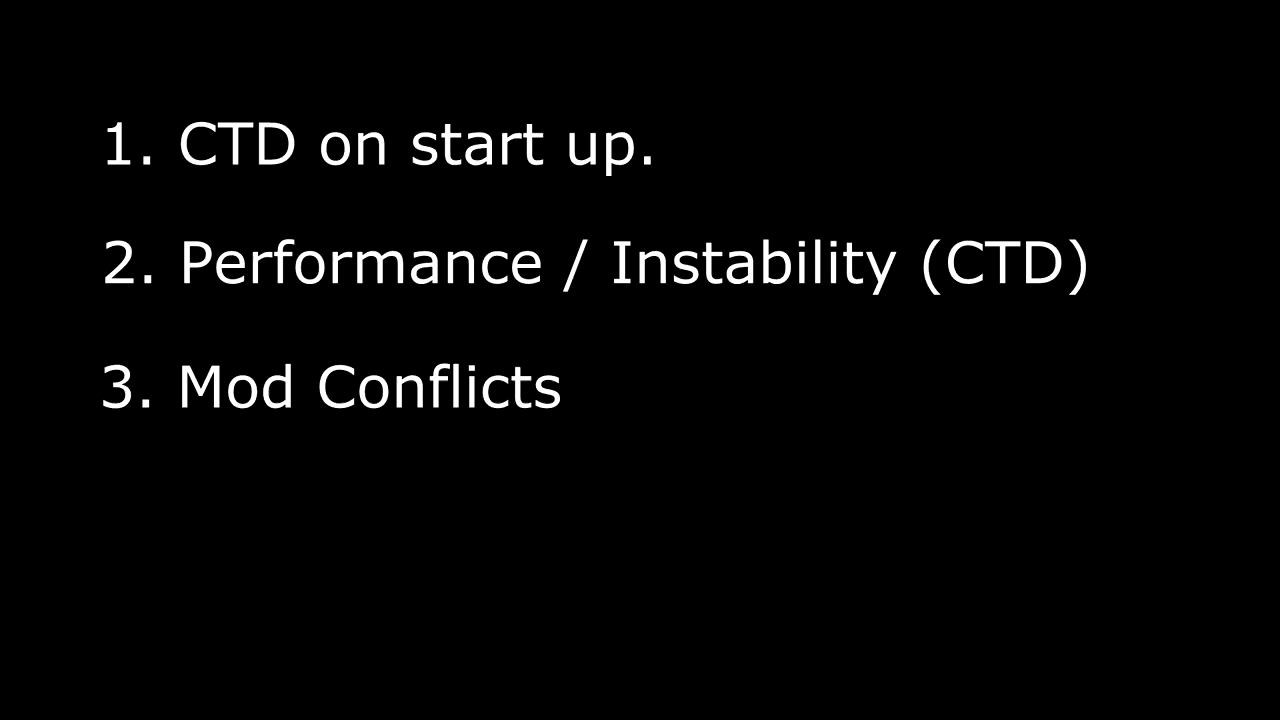 1. CTD on start up.
2. Performance / Instability (CTD)
3. Mod Conflicts